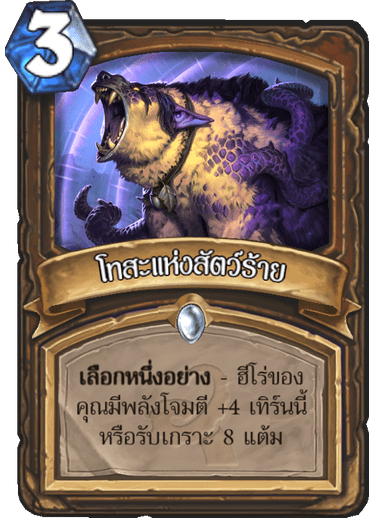 3
โทสะแห่งสัตว์ร้าย
เลือกหนึ่งอย่าง - ฮีโร่ของ
คุณมีพลังโจมตี +4 เทิร์นนี้
หรือรับเกราะ 8 แต้ม